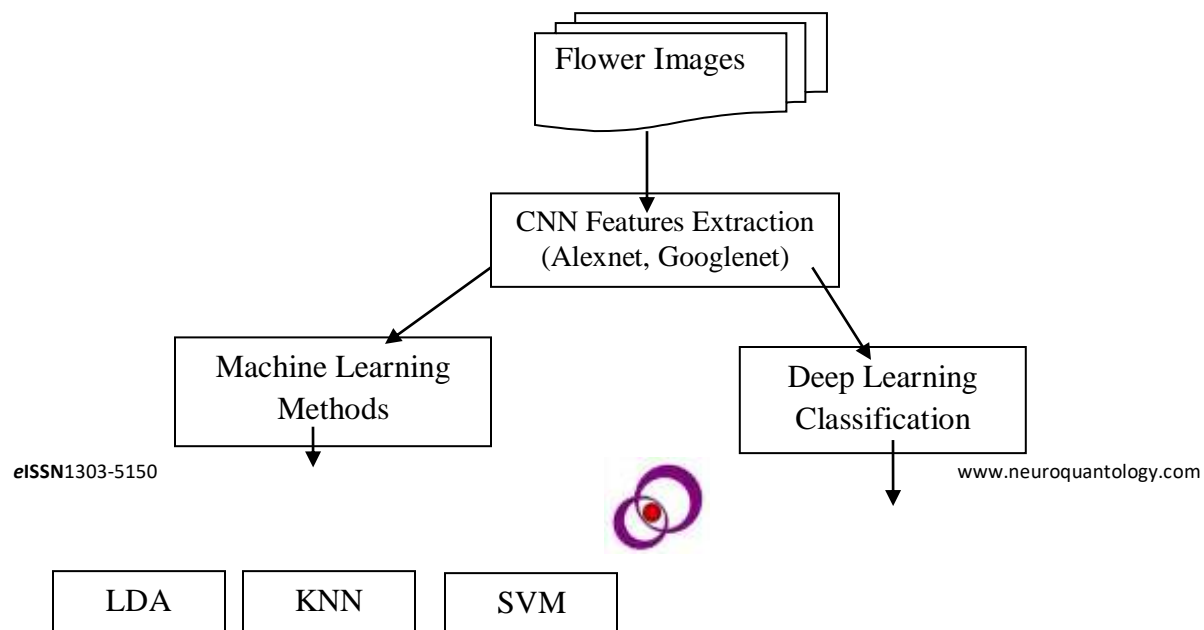 Flower Images
CNN Features Extraction
(Alexnet, Googlenet)
Machine Learning
Methods
Deep Learning
Classification
eISSN1303-5150
www.neuroquantology.com
LDA
KNN
SVM